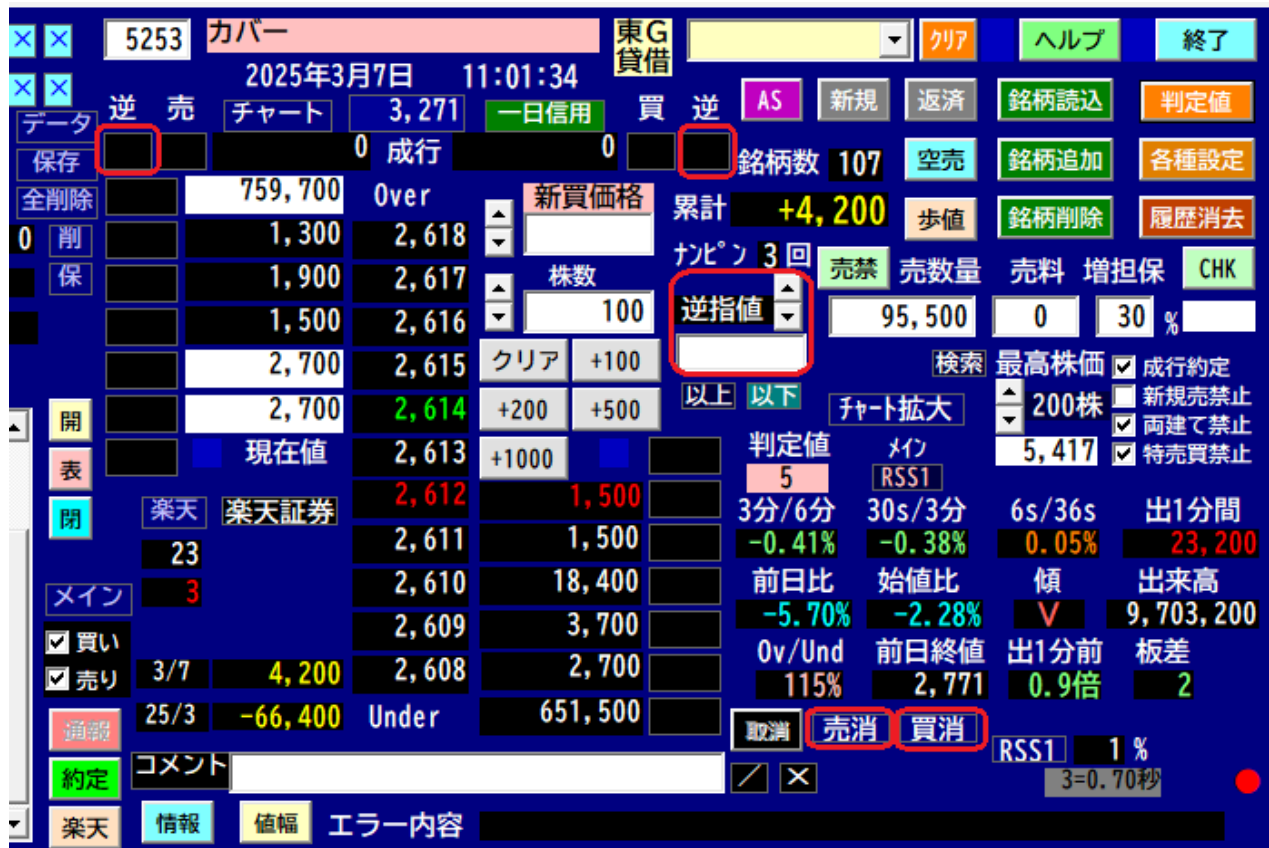 × × 5253 カバー 東G 貸借 クリア ヘルプ 終了
2025年3月7日 11:01:34
× × 逆 売 チャート 3,271 一日信用 買 逆 AS 新規 返済 銘柄読込 判定値
データ 0 成行 0
保存 銘柄数 107 空売 銘柄追加 各種設定
全削除 759,700 Over 新買価格 累計 +4,200 歩値 銘柄削除 履歴消去
0 削 1,300 2,618 ナンピン 3 回
保 1,900 2,617 株数 売禁 売数量 売料 増担保 CHK
1,500 2,616 100 逆指値 95,500 0 30 %
2,700 2,615 クリア +100 検索 最高株価 成行約定
開 2,700 2,614 +200 +500 以上 以下 チャート拡大 200株 新規売禁止
両建て禁止
表 現在値 2,613 +1000 判定値 メイン 5,417 特売買禁止
5 RSS1
閉 楽天 楽天証券 2,612 1,500 3分/6分 30s/3分 6s/36s 出1分間
23 2,611 1,500 -0.41% -0.38% 0.05% 23,200
メイン 3 2,610 18,400 前日比 始値比 傾 出来高
買い 2,609 3,700 -5.70% -2.28% V 9,703,200
売り 3/7 4,200 2,608 2,700 Ov/Und 前日終値 出1分前 板差
115% 2,771 0.9倍 2
通報 25/3 -66,400 Under 651,500 取消 売消 買消
約定 コメント / × RSS1 1 %
3=0.70秒
楽天 情報 値幅 エラー内容